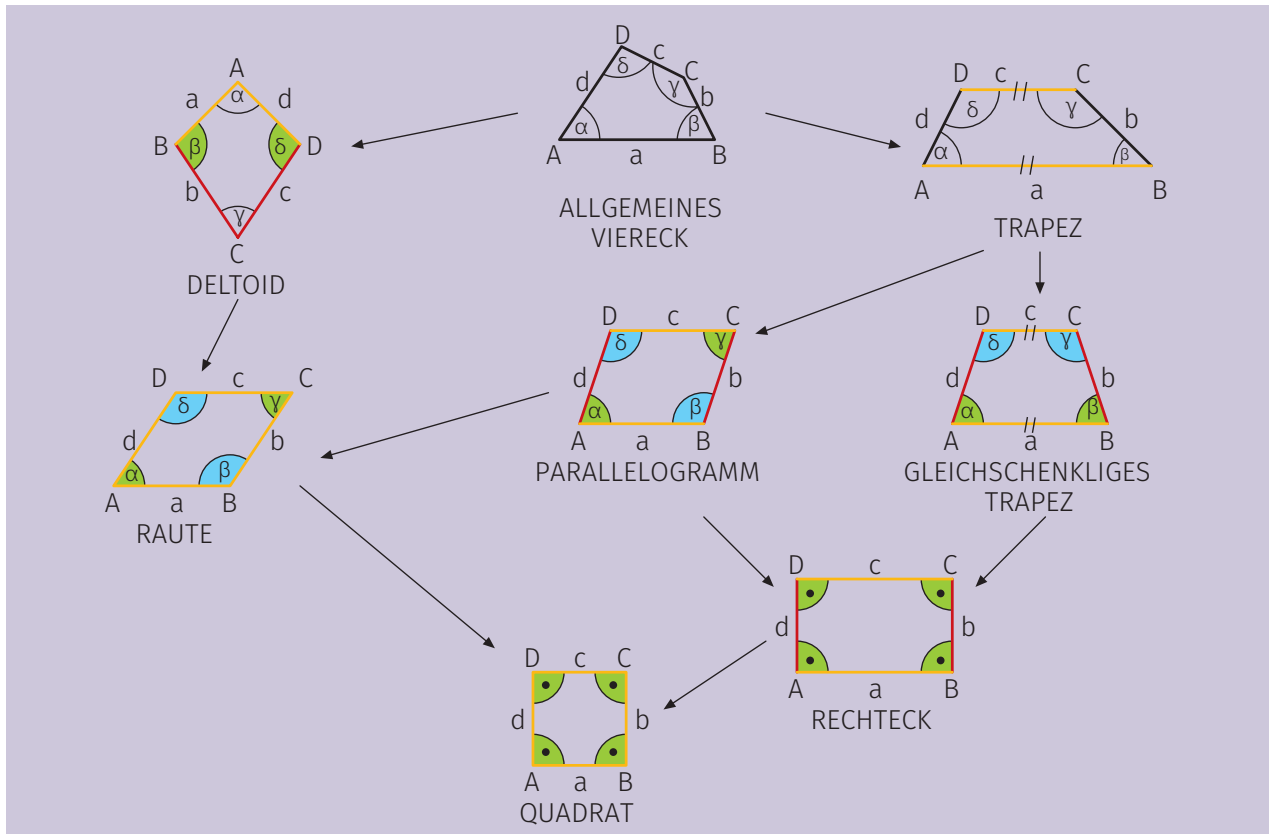 A
a
α
d
B
β
δ
D
b
c
γ
C
DELTOID
D
c
δ
C
d
γ
b
α
β
A
a
B
ALLGEMEINES
VIERECK
D
c
C
d
δ
γ
b
α
β
A
a
B
TRAPEZ
D
c
C
δ
γ
d
b
α
β
A
a
B
RAUTE
D
c
C
δ
γ
d
b
α
β
A
a
B
PARALLELOGRAMM
D
c
C
δ
γ
d
b
α
β
A
a
B
GLEICHSCHENKLIGES
TRAPEZ
D
c
C
d
b
A
a
B
RECHTECK
D
c
C
d
b
A
a
B
QUADRAT